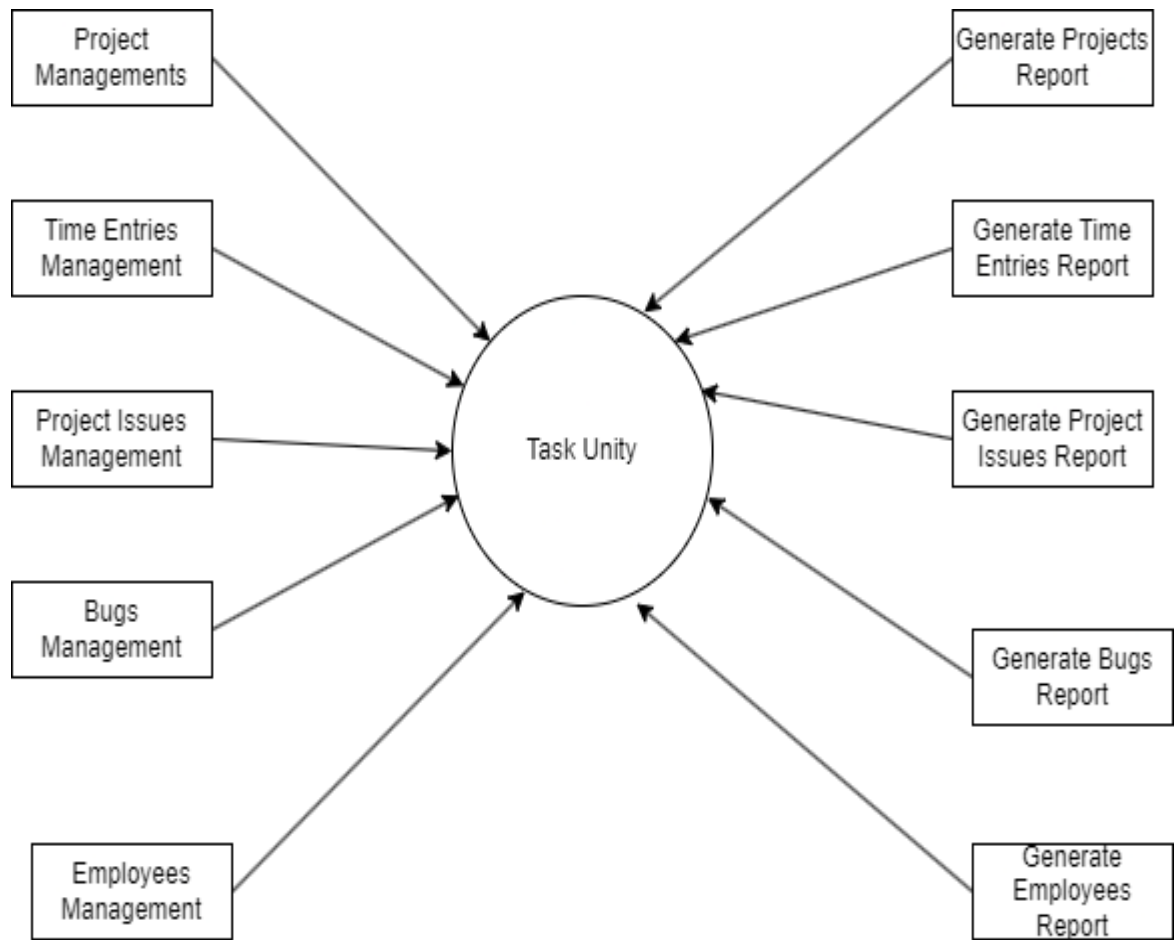 Project
Managements
Generate Projects
Report
Time Entries
Management
Generate Time
Entries Report
Project Issues
Management
Task Unity
Generate Project
Issues Report
Bugs
Management
Generate Bugs
Report
Employees
Management
Generate
Employees
Report